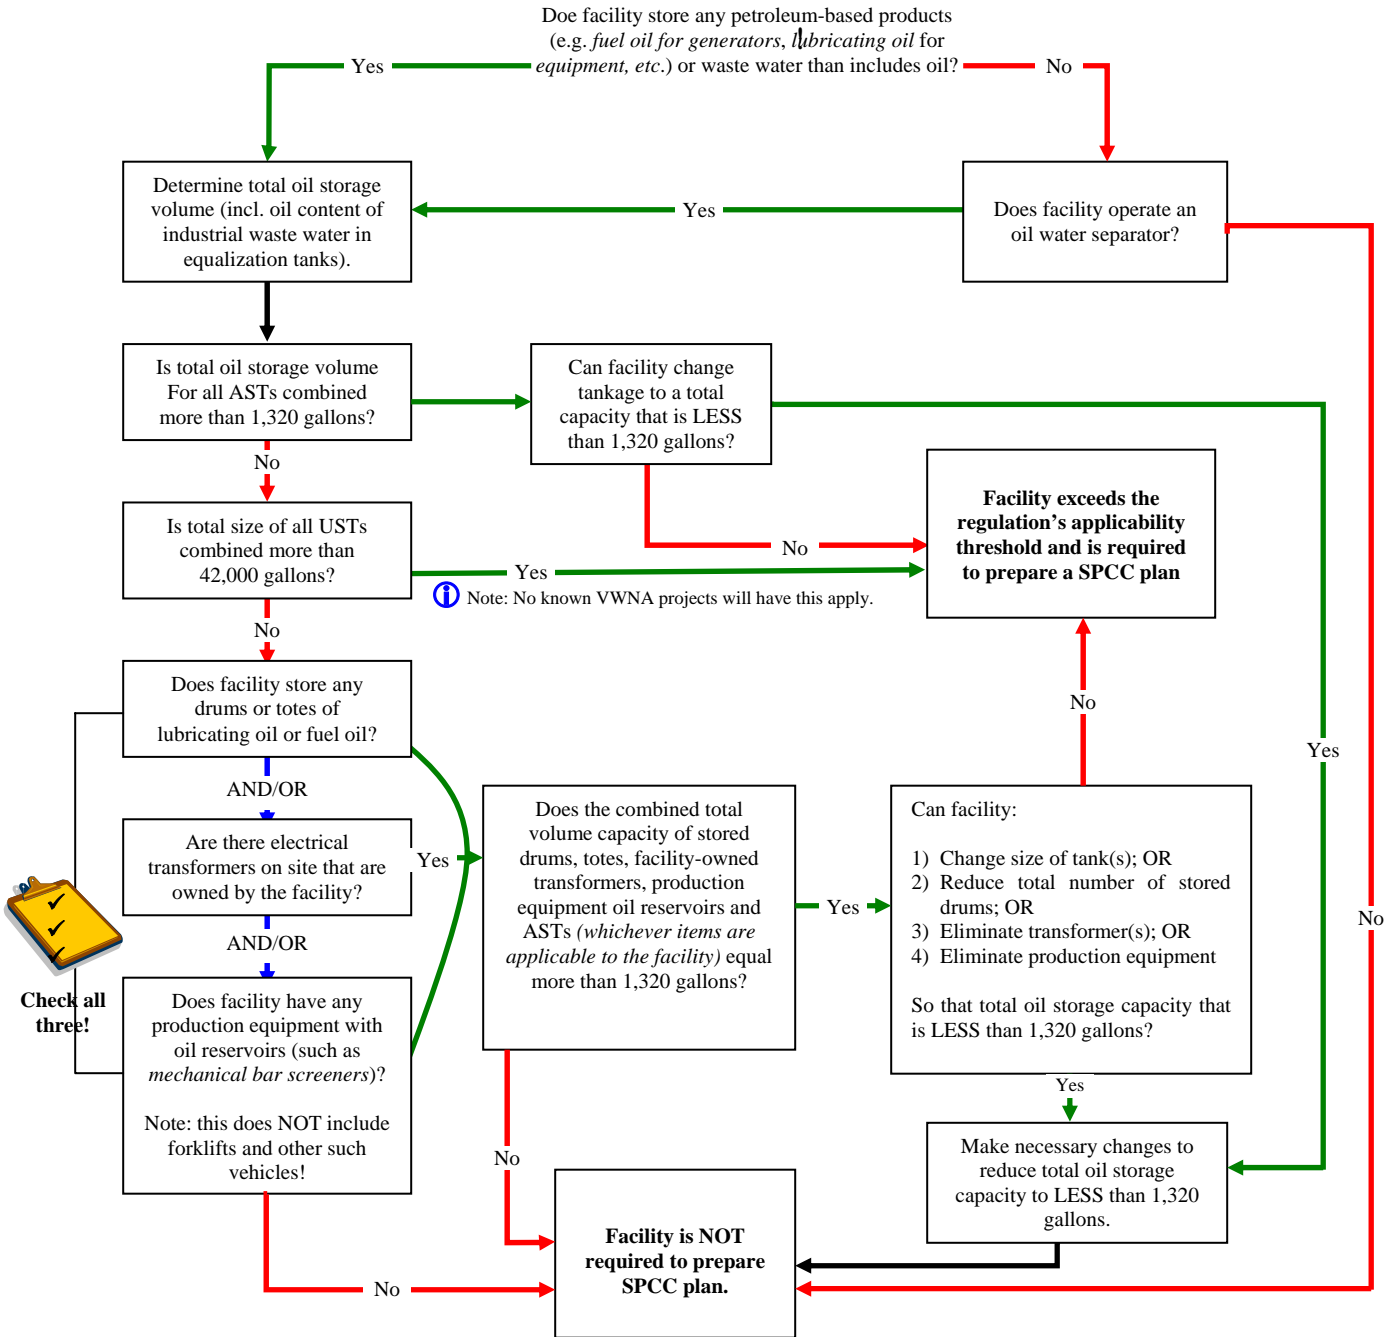 Doe facility store any petroleum-based products
(e.g. fuel oil for generators, lubricating oil for
equipment, etc.) or waste water than includes oil?
Yes
No
Determine total oil storage
volume (incl. oil content of
industrial waste water in
equalization tanks).
Yes
Does facility operate an
oil water separator?
Is total oil storage volume
For all ASTs combined
more than 1,320 gallons?
Can facility change
tankage to a total
capacity that is LESS
than 1,320 gallons?
No
Facility exceeds the
regulation’s applicability
threshold and is required
to prepare a SPCC plan
Is total size of all USTs
combined more than
42,000 gallons?
No
Yes
Note: No known VWNA projects will have this apply.
No
Does facility store any
drums or totes of
lubricating oil or fuel oil?
No
Yes
AND/OR
Are there electrical
transformers on site that are
owned by the facility?
Yes
Does the combined total
volume capacity of stored
drums, totes, facility-owned
transformers, production
equipment oil reservoirs and
ASTs (whichever items are
applicable to the facility) equal
more than 1,320 gallons?
Yes
Can facility:
1) Change size of tank(s); OR
2) Reduce total number of stored
drums; OR
3) Eliminate transformer(s); OR
4) Eliminate production equipment
So that total oil storage capacity that
is LESS than 1,320 gallons?
No
AND/OR
Check all
three!
Does facility have any
production equipment with
oil reservoirs (such as
mechanical bar screeners)?
Note: this does NOT include
forklifts and other such
vehicles!
Yes
No
Make necessary changes to
reduce total oil storage
capacity to LESS than 1,320
gallons.
Facility is NOT
required to prepare
SPCC plan.
No